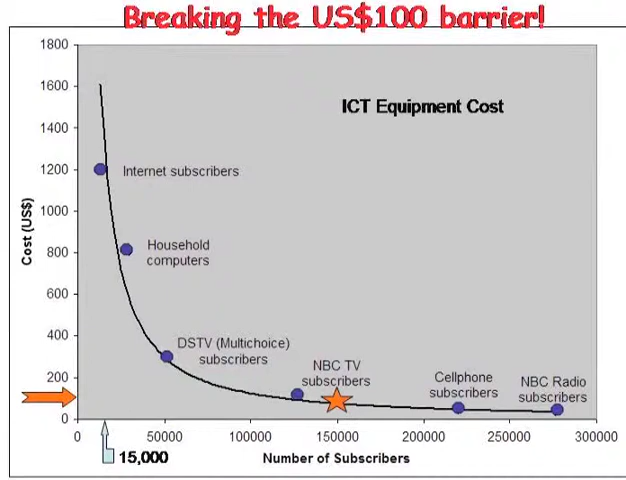 Breaking the US$100 barrier!
ICT Equipment Cost
Cost (US$)
1800
1600
1400
1200
1000
800
600
400
200
0
Internet subscribers
Household
computers
DSTV (Multichoice)
subscribers
NBC TV
subscribers
Cellphone
subscribers
NBC Radio
subscribers
0
50000
100000
150000
200000
250000
300000
15,000
Number of Subscribers